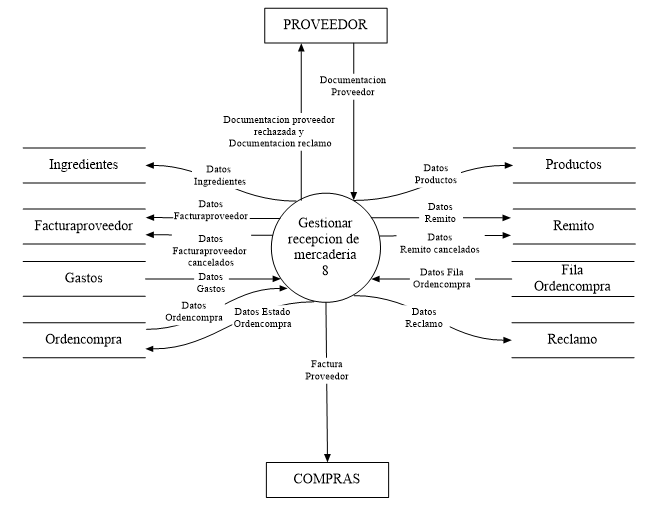 PROVEEDOR
Documentacion
Proveedor
Documentacion proveedor
rechazada y
Documentacion reclamo
Ingredientes
Datos
Ingredientes
Datos
Productos
Productos
Facturaproveedor
Datos
Facturaproveedor
Datos
Facturaproveedor
cancelados
Gestionar
recepcion de
mercaderia
8
Datos
Remito
Datos
Remito cancelados
Remito
Gastos
Datos
Gastos
Datos Fila
Ordencompra
Fila
Ordencompra
Ordencompra
Datos
Ordencompra
Datos Estado
Ordencompra
Datos
Reclamo
Reclamo
Factura
Proveedor
COMPRAS